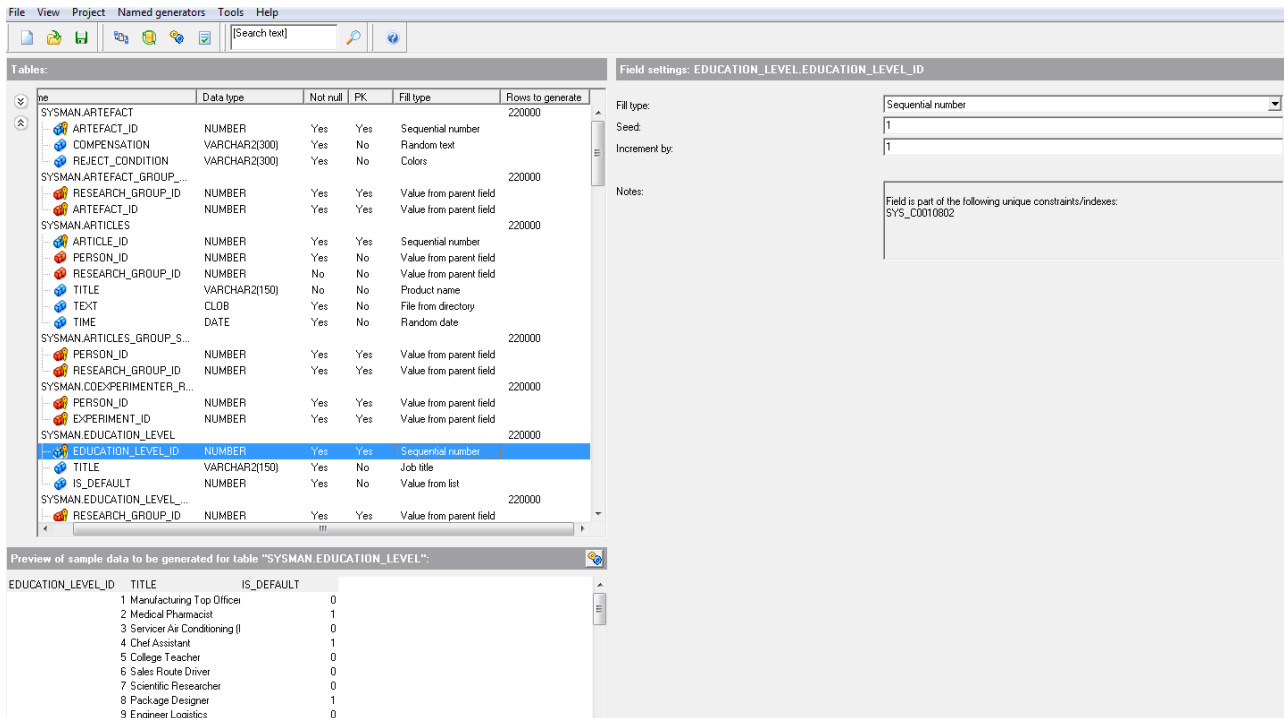 File View Project Named generators Tools Help
[Search text]
Tables:
me Data type Not null PK Fill type Rows to generate
SYSMAN.ARTEFACT 220000
ARTEFACT_ID NUMBER Yes Yes Sequential number
COMPENSATION VARCHAR2(300) Yes No Random text
REJECT_CONDITION VARCHAR2(300) Yes No Colors
SYSMAN.ARTEFACT_GROUP_... 220000
RESEARCH_GROUP_ID NUMBER Yes Yes Value from parent field
ARTEFACT_ID NUMBER Yes Yes Value from parent field
SYSMAN.ARTICLES 220000
ARTICLE_ID NUMBER Yes Yes Sequential number
PERSON_ID NUMBER Yes No Value from parent field
RESEARCH_GROUP_ID NUMBER No No Value from parent field
TITLE VARCHAR2(150) No No Product name
TEXT CLOB Yes No File from directory
TIME DATE Yes No Random date
SYSMAN.ARTICLES_GROUP_S... 220000
PERSON_ID NUMBER Yes Yes Value from parent field
RESEARCH_GROUP_ID NUMBER Yes Yes Value from parent field
SYSMAN.COEXPERIMENTER_R... 220000
PERSON_ID NUMBER Yes Yes Value from parent field
EXPERIMENT_ID NUMBER Yes Yes Value from parent field
SYSMAN.EDUCATION_LEVEL 220000
EDUCATION_LEVEL_ID NUMBER Yes Yes Sequential number
TITLE VARCHAR2(150) Yes No Job title
IS_DEFAULT NUMBER Yes No Value from list
SYSMAN.EDUCATION_LEVEL_... 220000
RESEARCH_GROUP_ID NUMBER Yes Yes Value from parent field
Preview of sample data to be generated for table "SYSMAN.EDUCATION_LEVEL":
EDUCATION_LEVEL_ID TITLE IS_DEFAULT
1 Manufacturing Top Officer 0
2 Medical Pharmacist 1
3 Servicer Air Conditioning (I 0
4 Chef Assistant 1
5 College Teacher 0
6 Sales Route Driver 0
7 Scientific Researcher 0
8 Package Designer 1
9 Engineer Logistics 0
Field settings: EDUCATION_LEVEL.EDUCATION_LEVEL_ID
Fill type: Sequential number
Seed: 1
Increment by: 1
Notes:
Field is part of the following unique constraints/indexes:
SYS_C0010802